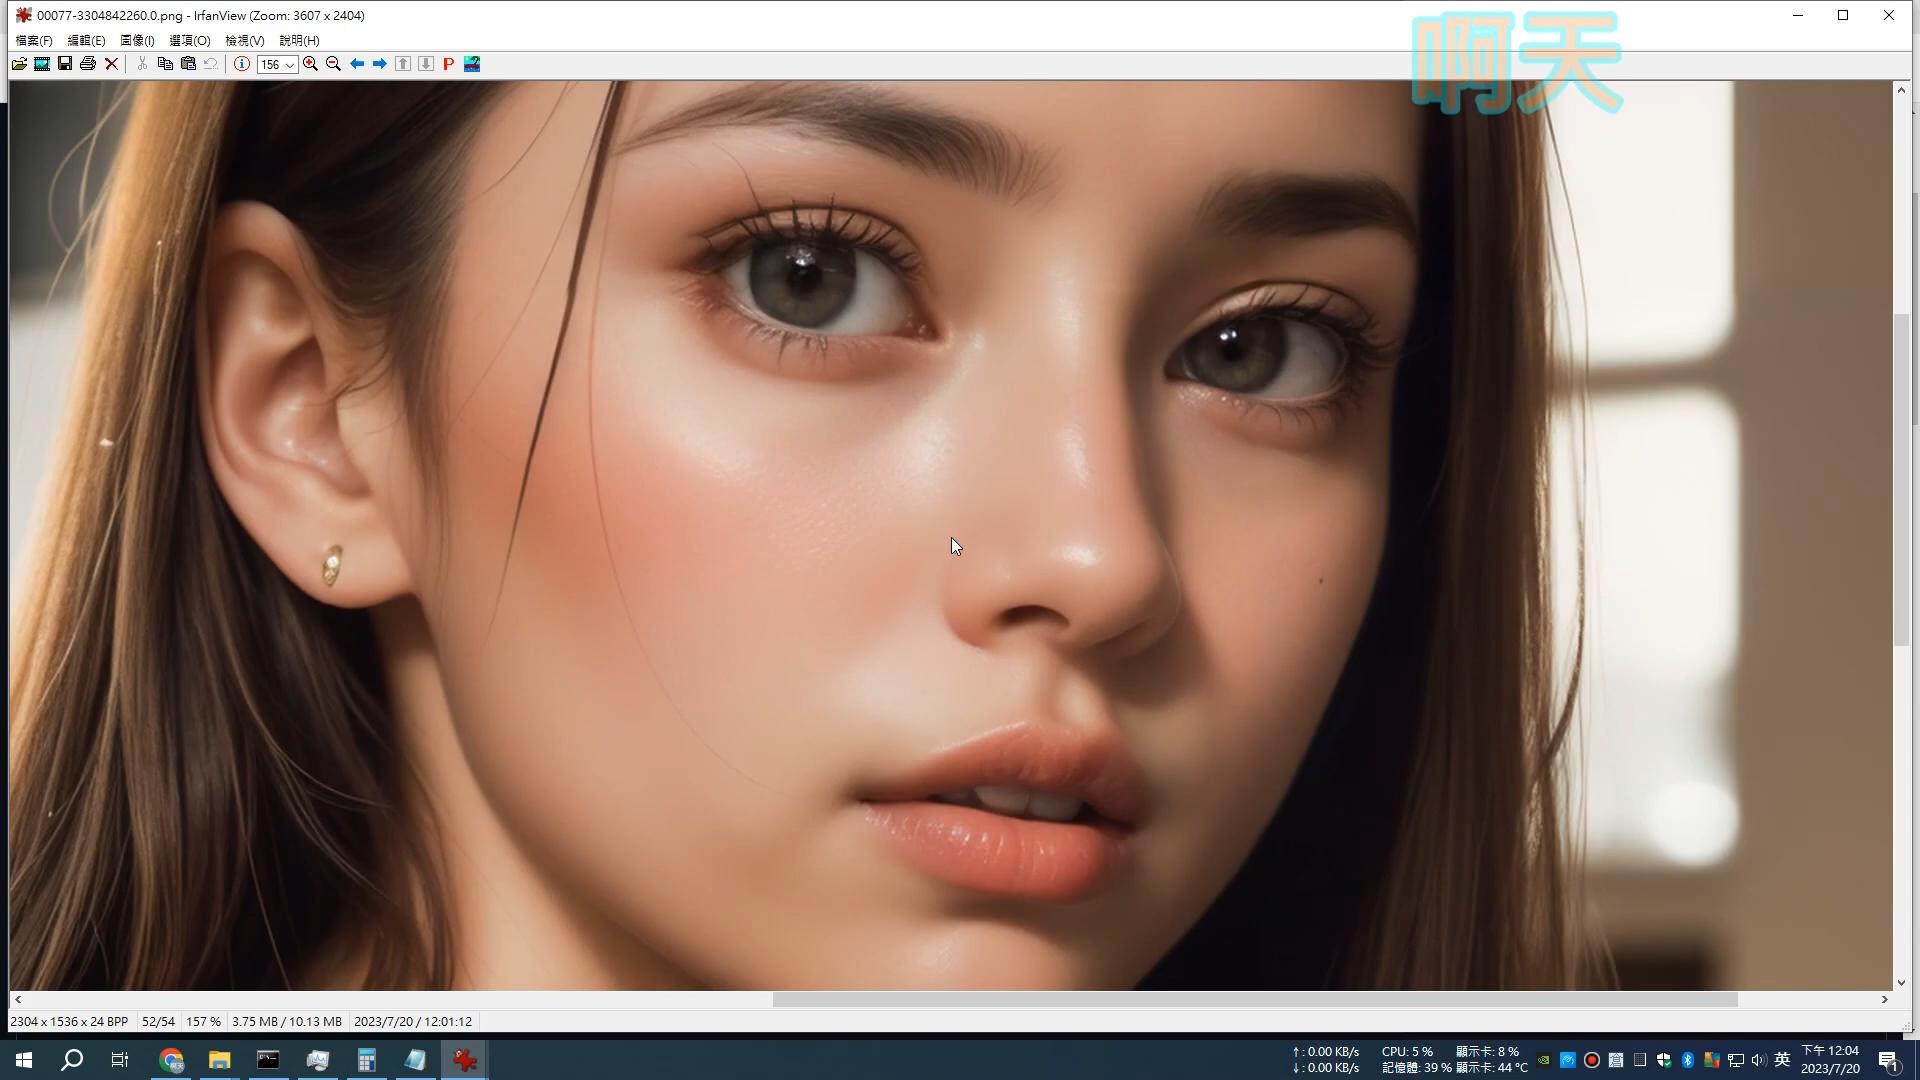 00077-3304842260.0.png - IrfanView (Zoom: 3607 x 2404)
啊天
檔案(F) 編輯(E) 圖像(I) 選項(O) 檢視(V) 說明(H)
156
P
2304 x 1536 x 24 BPP 52/54 157 % 3.75 MB / 10.13 MB 2023/7/20 / 12:01:12
↑: 0.00 KB/s CPU: 5 % 顯示卡: 8 %
↓: 0.00 KB/s 記憶體: 39 % 顯示卡: 44 °C
英
下午 12:04
2023/7/20
1